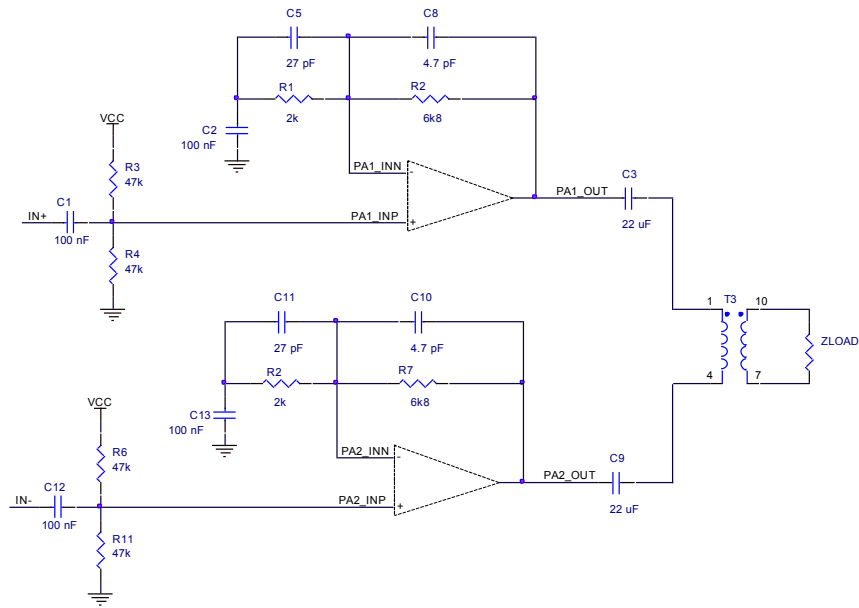 C5
C8
27 pF
4.7 pF
R1
R2
2k
6k8
C2
100 nF
VCC
R3
47k
PA1_INN
-
C1
IN+
100 nF
PA1_INP
+
PA1_OUT
C3
22 uF
R4
47k
C11
C10
27 pF
4.7 pF
1
T3
10
ZLOAD
R2
R7
2k
6k8
4
7
C13
100 nF
VCC
R6
47k
PA2_INN
-
C12
IN-
100 nF
PA2_INP
+
PA2_OUT
C9
22 uF
R11
47k